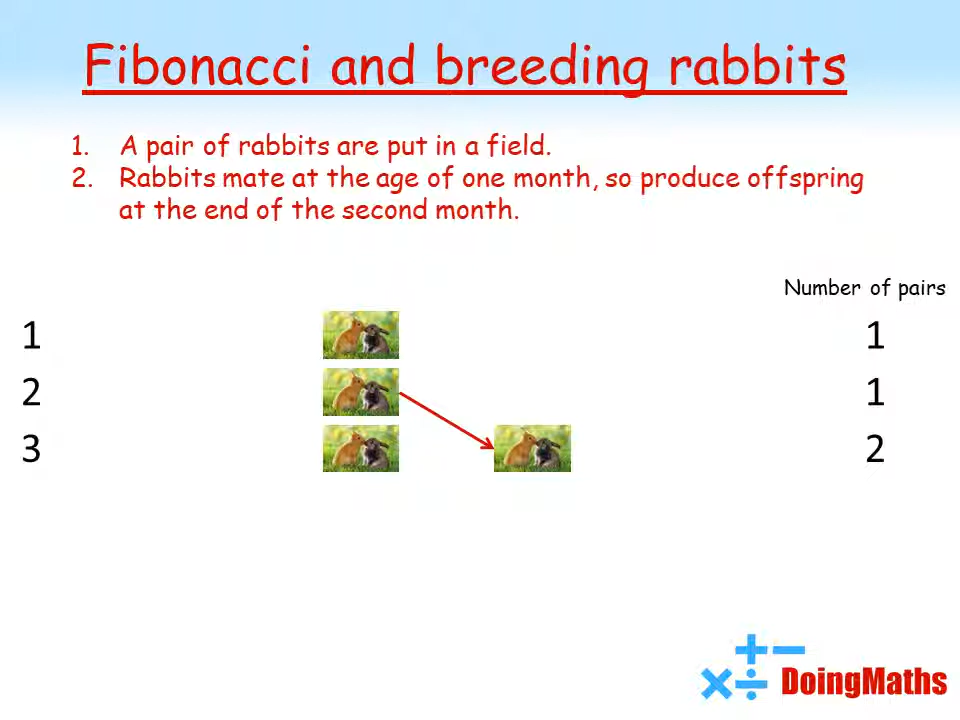 Fibonacci and breeding rabbits
1. A pair of rabbits are put in a field.
2. Rabbits mate at the age of one month, so produce offspring
at the end of the second month.
Number of pairs
1 1
2 1
3 2
DoingMaths